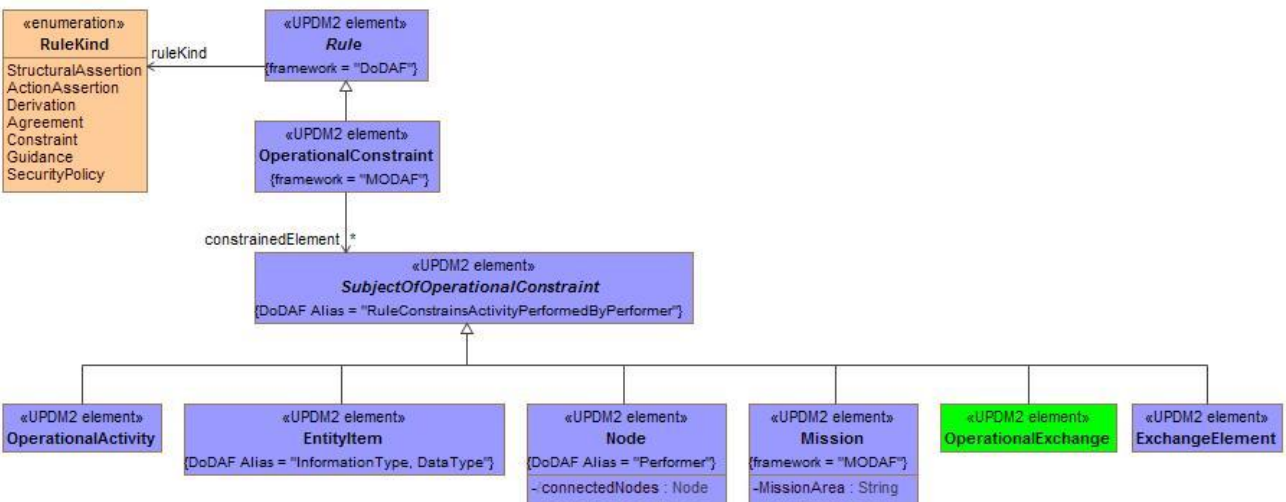 «enumeration»
RuleKind
StructuralAssertion
ActionAssertion
Derivation
Agreement
Constraint
Guidance
SecurityPolicy
ruleKind
«UPDM2 element»
Rule
{framework = "DoDAF"}
«UPDM2 element»
OperationalConstraint
{framework = "MODAF"}
constrainedElement *
«UPDM2 element»
SubjectOfOperationalConstraint
{DoDAF Alias = "RuleConstrainsActivityPerformedByPerformer"}
«UPDM2 element»
OperationalActivity
«UPDM2 element»
EntityItem
{DoDAF Alias = "InformationType, DataType"}
«UPDM2 element»
Node
{DoDAF Alias = "Performer"}
-/connectedNodes : Node
«UPDM2 element»
Mission
{framework = "MODAF"}
-MissionArea : String
«UPDM2 element»
OperationalExchange
«UPDM2 element»
ExchangeElement